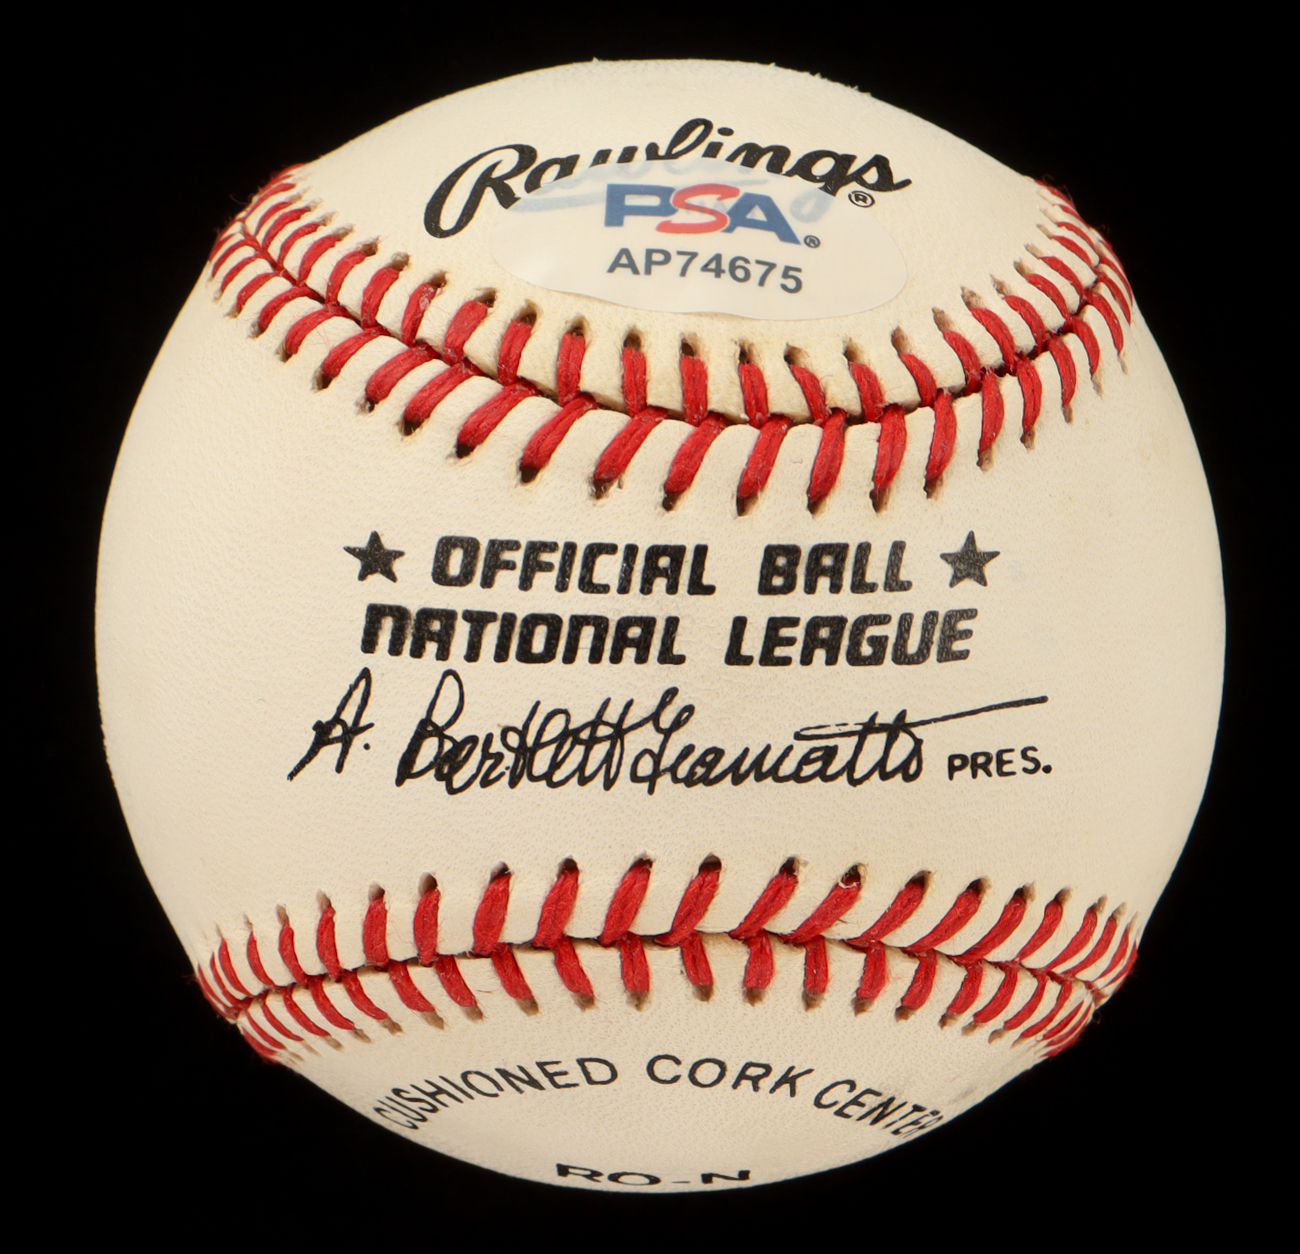 Rawlings®
PSA®
AP74675
★ OFFICIAL BALL ★
NATIONAL LEAGUE
A. Bartlett Giamatti PRES.
CUSHIONED CORK CENTER
RO-N